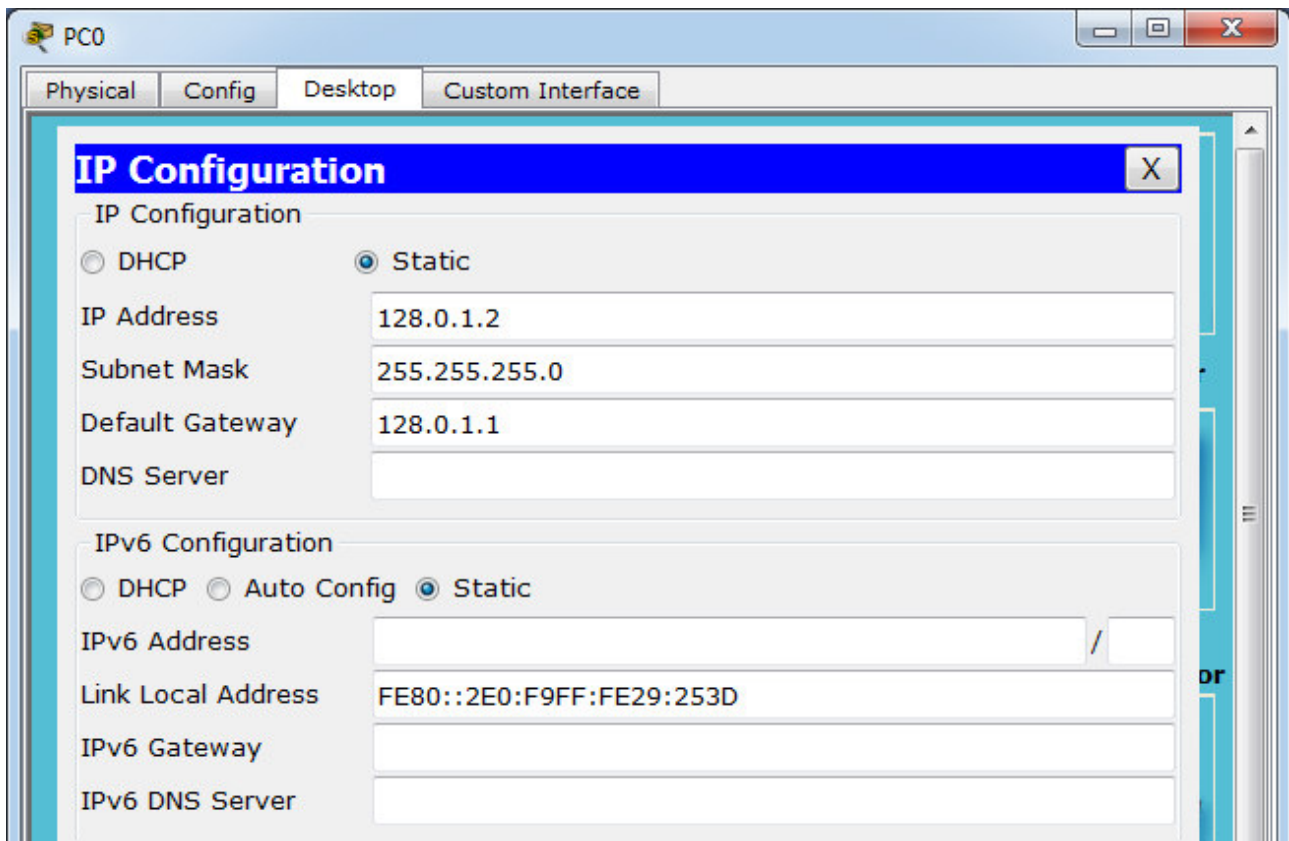 PC0
Physical Config Desktop Custom Interface
IP Configuration X
IP Configuration
DHCP Static
IP Address 128.0.1.2
Subnet Mask 255.255.255.0
Default Gateway 128.0.1.1
DNS Server
IPv6 Configuration
DHCP Auto Config Static
IPv6 Address /
Link Local Address FE80::2E0:F9FF:FE29:253D
or
IPv6 Gateway
IPv6 DNS Server